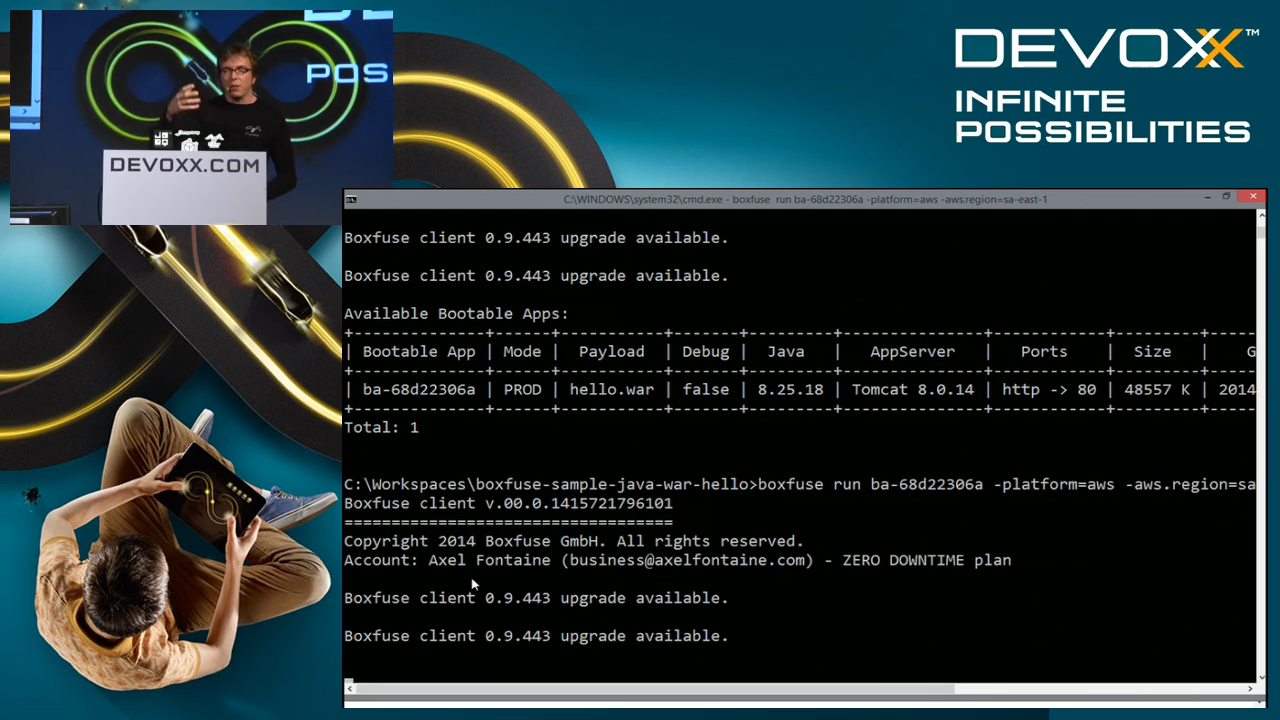 POS
DEVOXX.COM
DEVOXX™
INFINITE
POSSIBILITIES
C:\WINDOWS\system32\cmd.exe - boxfuse run ba-68d22306a -platform=aws -aws.region=sa-east-1
Boxfuse client 0.9.443 upgrade available.
Boxfuse client 0.9.443 upgrade available.
Available Bootable Apps:
+---------------+------+-----------+-------+---------+---------------+------------+---------+-----
| Bootable App | Mode | Payload | Debug | Java | AppServer | Ports | Size | G
+---------------+------+-----------+-------+---------+---------------+------------+---------+-----
| ba-68d22306a | PROD | hello.war | false | 8.25.18 | Tomcat 8.0.14 | http -> 80 | 48557 K | 2014
+---------------+------+-----------+-------+---------+---------------+------------+---------+-----
Total: 1
C:\Workspaces\boxfuse-sample-java-war-hello>boxfuse run ba-68d22306a -platform=aws -aws.region=sa
Boxfuse client v.00.0.1415721796101
===================================
Copyright 2014 Boxfuse GmbH. All rights reserved.
Account: Axel Fontaine (business@axelfontaine.com) - ZERO DOWNTIME plan
Boxfuse client 0.9.443 upgrade available.
Boxfuse client 0.9.443 upgrade available.